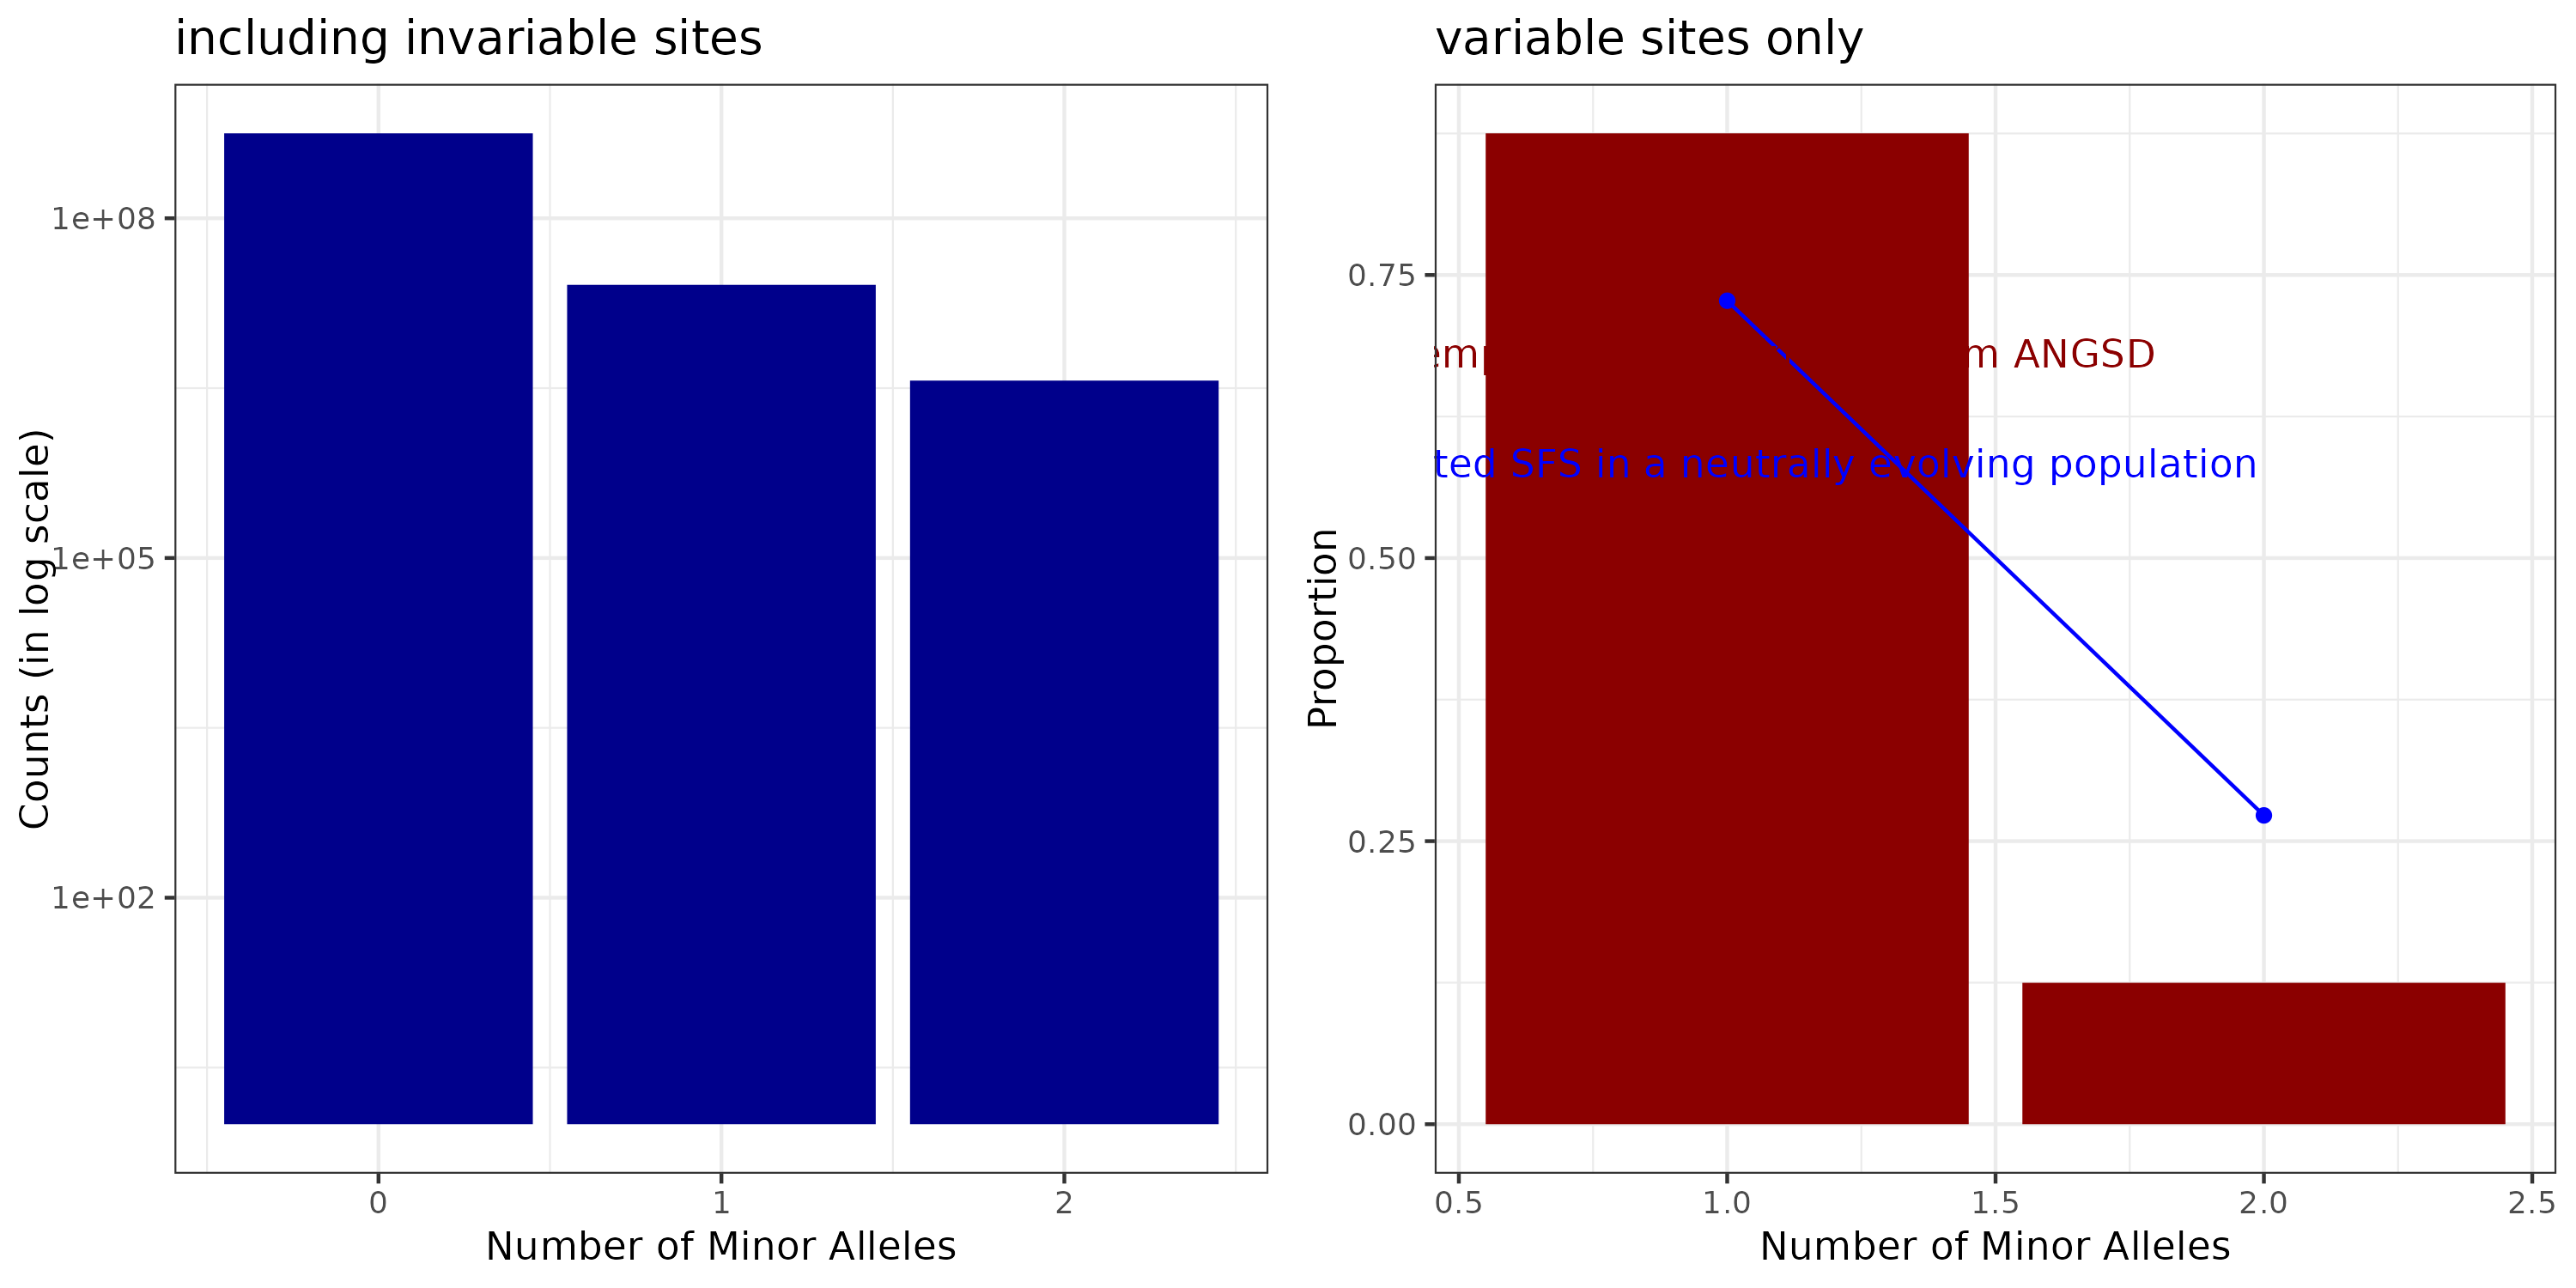 including invariable sites
Counts (in log scale)
1e+08
1e+05
1e+02
0 1 2
Number of Minor Alleles
variable sites only
Proportion
0.75
0.50
0.25
0.00
m ANGSD
SFS in a neutrally evolving population
0.5 1.0 1.5 2.0 2.5
Number of Minor Alleles